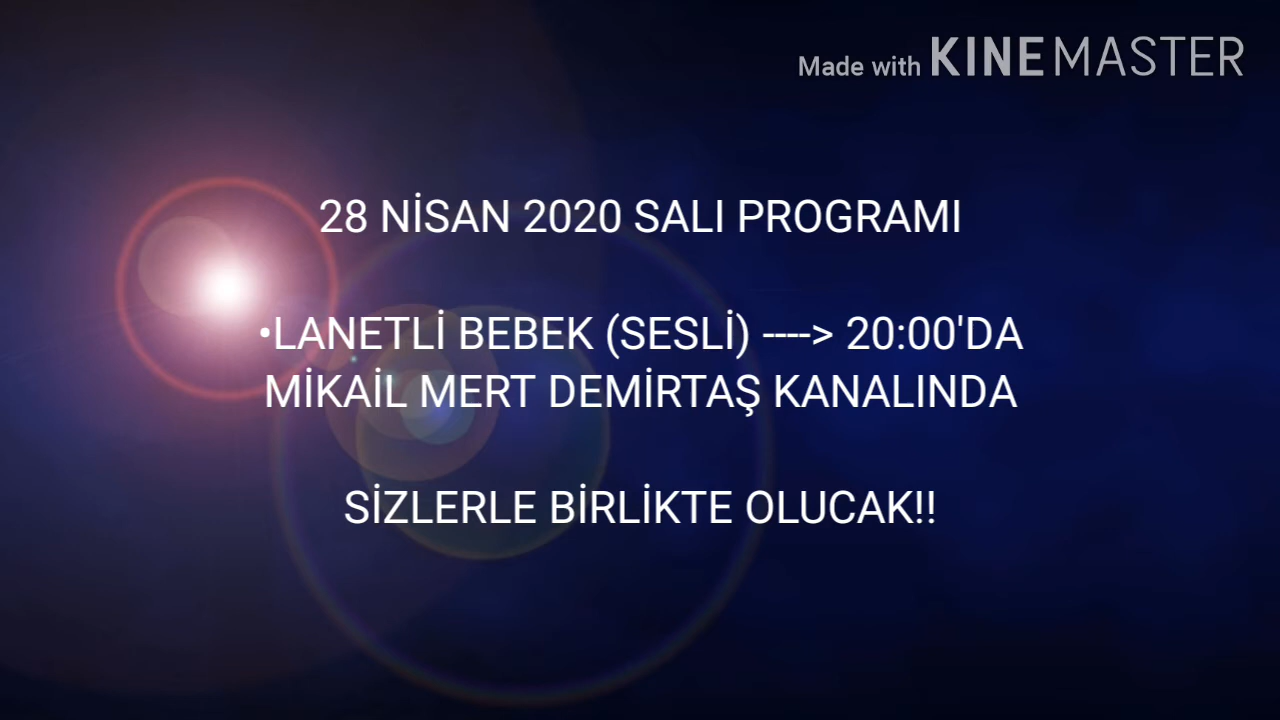 Made with KINEMASTER
28 NİSAN 2020 SALI PROGRAMI
•LANETLİ BEBEK (SESLİ) ----> 20:00'DA
MİKAİL MERT DEMİRTAŞ KANALINDA
SİZLERLE BİRLİKTE OLUCAK!!